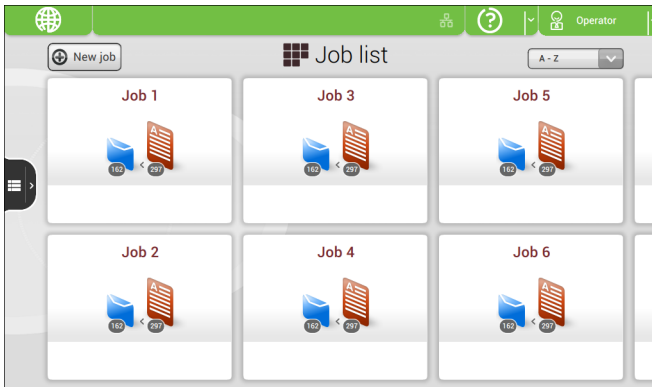 Operator
New job
Job list
A - Z
Job 1
Job 3
Job 5
A
A
A
162 < 297
162 < 297
162 < 297
Job 2
Job 4
Job 6
A
A
A
162 < 297
162 < 297
162 < 297